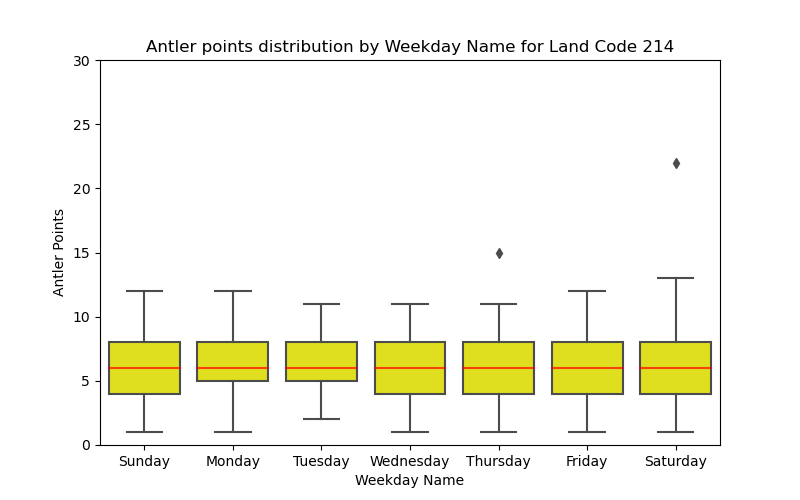 Antler points distribution by Weekday Name for Land Code 214
30
25
20
15
10
5
0
Antler Points
Sunday Monday Tuesday Wednesday Thursday Friday Saturday
Weekday Name